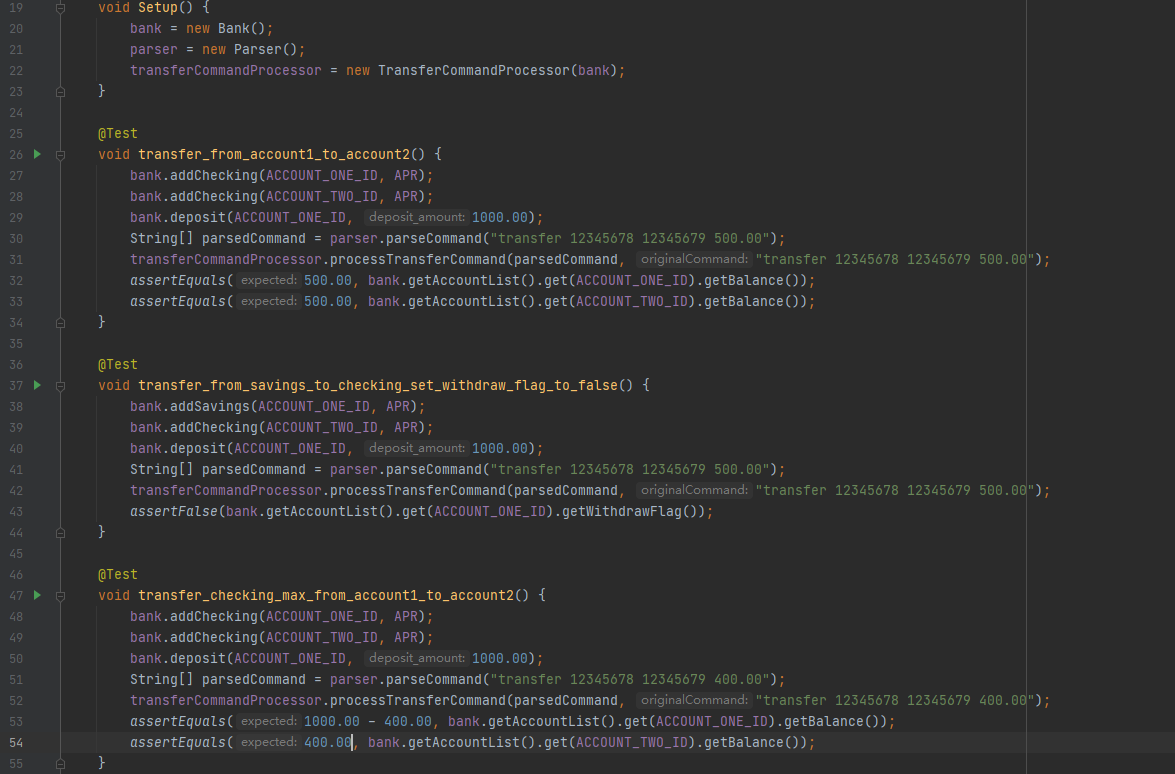 19 void Setup() {
20 bank = new Bank();
21 parser = new Parser();
22 transferCommandProcessor = new TransferCommandProcessor(bank);
23 }
24
25 @Test
26 void transfer_from_account1_to_account2() {
27 bank.addChecking(ACCOUNT_ONE_ID, APR);
28 bank.addChecking(ACCOUNT_TWO_ID, APR);
29 bank.deposit(ACCOUNT_ONE_ID, deposit_amount: 1000.00);
30 String[] parsedCommand = parser.parseCommand("transfer 12345678 12345679 500.00");
31 transferCommandProcessor.processTransferCommand(parsedCommand, originalCommand: "transfer 12345678 12345679 500.00");
32 assertEquals( expected: 500.00, bank.getAccountList().get(ACCOUNT_ONE_ID).getBalance());
33 assertEquals( expected: 500.00, bank.getAccountList().get(ACCOUNT_TWO_ID).getBalance());
34 }
35
36 @Test
37 void transfer_from_savings_to_checking_set_withdraw_flag_to_false() {
38 bank.addSavings(ACCOUNT_ONE_ID, APR);
39 bank.addChecking(ACCOUNT_TWO_ID, APR);
40 bank.deposit(ACCOUNT_ONE_ID, deposit_amount: 1000.00);
41 String[] parsedCommand = parser.parseCommand("transfer 12345678 12345679 500.00");
42 transferCommandProcessor.processTransferCommand(parsedCommand, originalCommand: "transfer 12345678 12345679 500.00");
43 assertFalse(bank.getAccountList().get(ACCOUNT_ONE_ID).getWithdrawFlag());
44 }
45
46 @Test
47 void transfer_checking_max_from_account1_to_account2() {
48 bank.addChecking(ACCOUNT_ONE_ID, APR);
49 bank.addChecking(ACCOUNT_TWO_ID, APR);
50 bank.deposit(ACCOUNT_ONE_ID, deposit_amount: 1000.00);
51 String[] parsedCommand = parser.parseCommand("transfer 12345678 12345679 400.00");
52 transferCommandProcessor.processTransferCommand(parsedCommand, originalCommand: "transfer 12345678 12345679 400.00");
53 assertEquals( expected: 1000.00 - 400.00, bank.getAccountList().get(ACCOUNT_ONE_ID).getBalance());
54 assertEquals( expected: 400.00, bank.getAccountList().get(ACCOUNT_TWO_ID).getBalance());
55 }